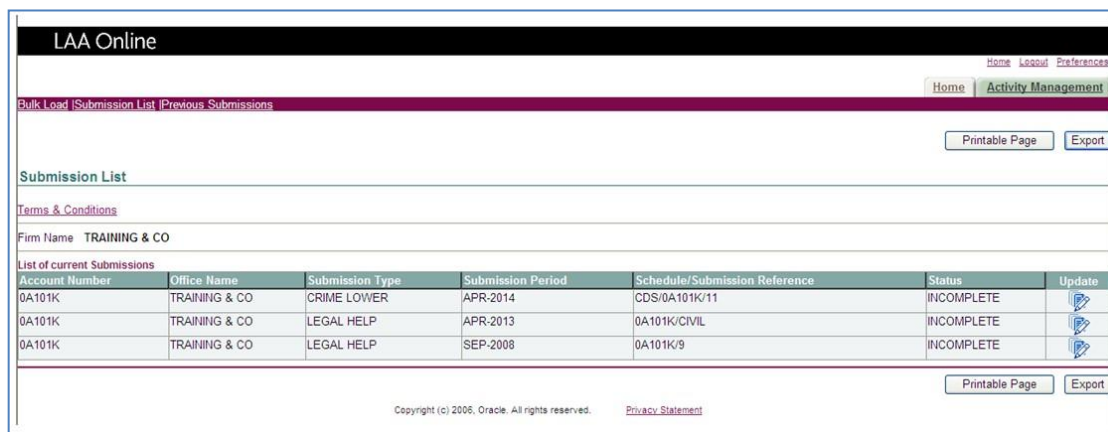 LAA Online
Home Logout Preferences
Home Activity Management
Bulk Load |Submission List |Previous Submissions
Printable Page Export
Submission List
Terms & Conditions
Firm Name TRAINING & CO
List of current Submissions
Account Number Office Name Submission Type Submission Period Schedule/Submission Reference Status Update
0A101K TRAINING & CO CRIME LOWER APR-2014 CDS/0A101K/11 INCOMPLETE
0A101K TRAINING & CO LEGAL HELP APR-2013 0A101K/CIVIL INCOMPLETE
0A101K TRAINING & CO LEGAL HELP SEP-2008 0A101K/9 INCOMPLETE
Printable Page Export
Copyright (c) 2006, Oracle. All rights reserved. Privacy Statement